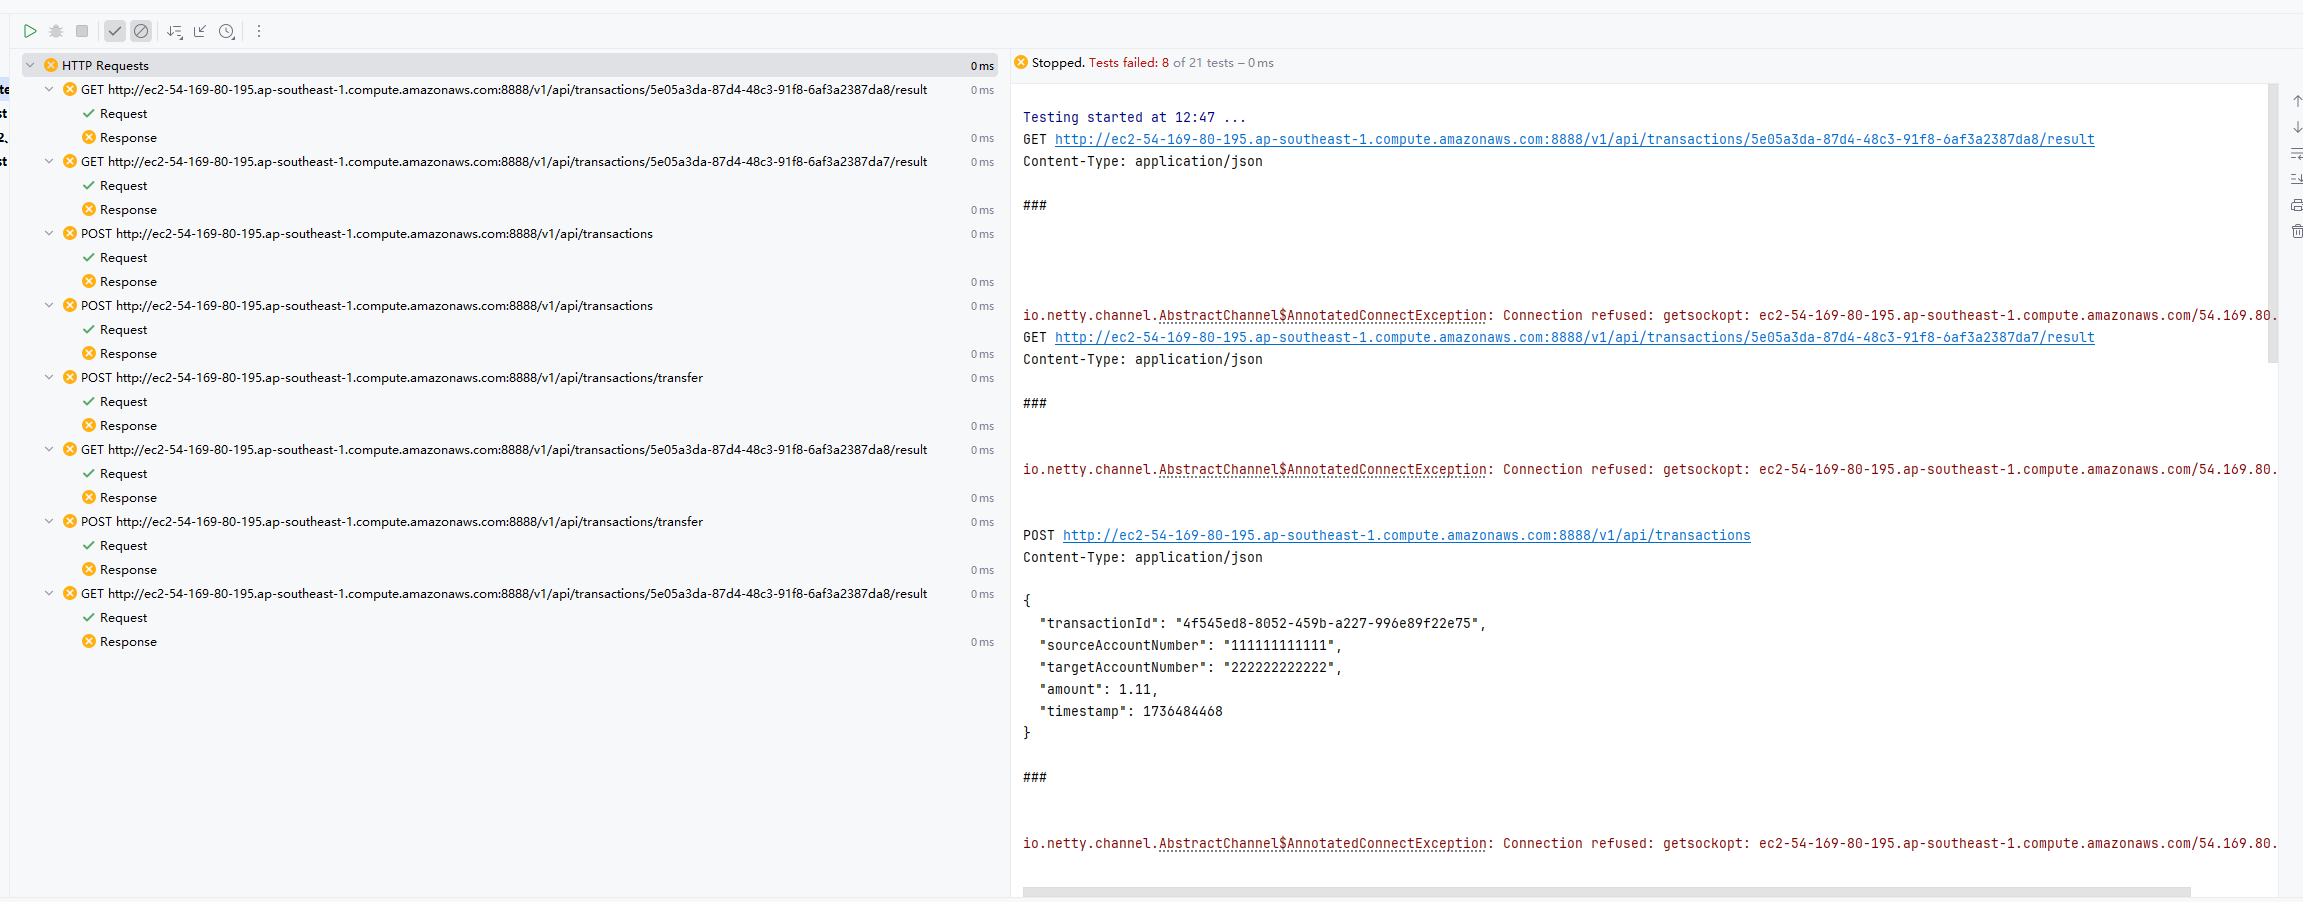 HTTP Requests 0 ms
GET http://ec2-54-169-80-195.ap-southeast-1.compute.amazonaws.com:8888/v1/api/transactions/5e05a3da-87d4-48c3-91f8-6af3a2387da8/result 0 ms
Request
Response 0 ms
GET http://ec2-54-169-80-195.ap-southeast-1.compute.amazonaws.com:8888/v1/api/transactions/5e05a3da-87d4-48c3-91f8-6af3a2387da7/result 0 ms
Request
Response 0 ms
POST http://ec2-54-169-80-195.ap-southeast-1.compute.amazonaws.com:8888/v1/api/transactions 0 ms
Request
Response 0 ms
POST http://ec2-54-169-80-195.ap-southeast-1.compute.amazonaws.com:8888/v1/api/transactions 0 ms
Request
Response 0 ms
POST http://ec2-54-169-80-195.ap-southeast-1.compute.amazonaws.com:8888/v1/api/transactions/transfer 0 ms
Request
Response 0 ms
GET http://ec2-54-169-80-195.ap-southeast-1.compute.amazonaws.com:8888/v1/api/transactions/5e05a3da-87d4-48c3-91f8-6af3a2387da8/result 0 ms
Request
Response 0 ms
POST http://ec2-54-169-80-195.ap-southeast-1.compute.amazonaws.com:8888/v1/api/transactions/transfer 0 ms
Request
Response 0 ms
GET http://ec2-54-169-80-195.ap-southeast-1.compute.amazonaws.com:8888/v1/api/transactions/5e05a3da-87d4-48c3-91f8-6af3a2387da8/result 0 ms
Request
Response 0 ms
Stopped. Tests failed: 8 of 21 tests – 0 ms
Testing started at 12:47 ...
GET http://ec2-54-169-80-195.ap-southeast-1.compute.amazonaws.com:8888/v1/api/transactions/5e05a3da-87d4-48c3-91f8-6af3a2387da8/result
Content-Type: application/json
###
io.netty.channel.AbstractChannel$AnnotatedConnectException: Connection refused: getsockopt: ec2-54-169-80-195.ap-southeast-1.compute.amazonaws.com/54.169.80.
GET http://ec2-54-169-80-195.ap-southeast-1.compute.amazonaws.com:8888/v1/api/transactions/5e05a3da-87d4-48c3-91f8-6af3a2387da7/result
Content-Type: application/json
###
io.netty.channel.AbstractChannel$AnnotatedConnectException: Connection refused: getsockopt: ec2-54-169-80-195.ap-southeast-1.compute.amazonaws.com/54.169.80.
POST http://ec2-54-169-80-195.ap-southeast-1.compute.amazonaws.com:8888/v1/api/transactions
Content-Type: application/json
{
"transactionId": "4f545ed8-8052-459b-a227-996e89f22e75",
"sourceAccountNumber": "111111111111",
"targetAccountNumber": "222222222222",
"amount": 1.11,
"timestamp": 1736484468
}
###
io.netty.channel.AbstractChannel$AnnotatedConnectException: Connection refused: getsockopt: ec2-54-169-80-195.ap-southeast-1.compute.amazonaws.com/54.169.80.